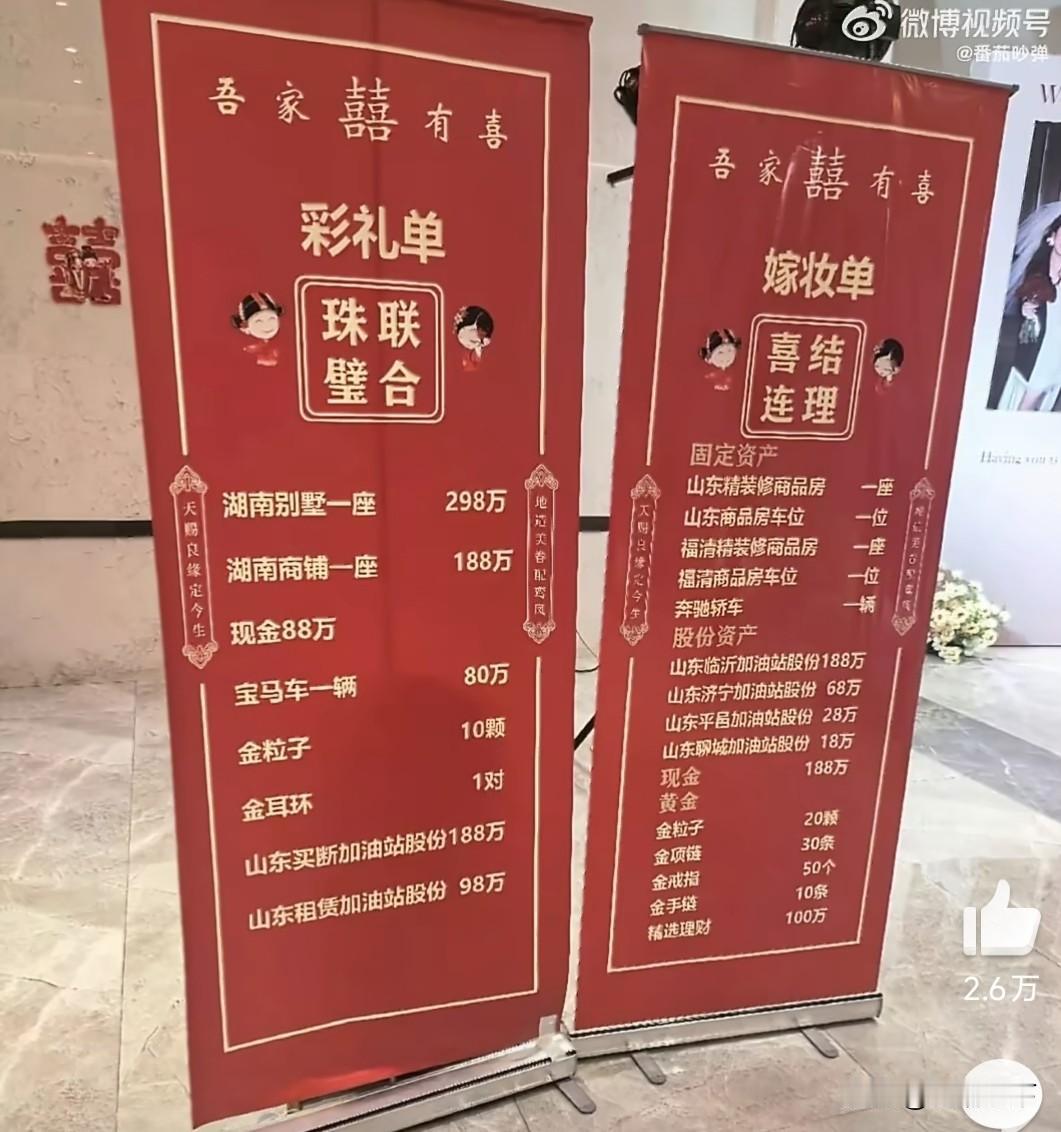 微博视频号
@番茄吵弹
吾家囍有喜
彩礼单
珠联
璧合
天赐良缘定今生
地造美眷配鸾凤
湖南别墅一座 298万
湖南商铺一座 188万
现金88万
宝马车一辆 80万
金粒子 10颗
金耳环 1对
山东买断加油站股份188万
山东租赁加油站股份 98万
吾家囍有喜
嫁妆单
喜结
连理
天赐良缘定今生
固定资产
山东精装修商品房 一座
山东商品房车位 一位
福清精装修商品房 一座
福清商品房车位 一位
奔驰轿车 一辆
股份资产
山东临沂加油站股份188万
山东济宁加油站股份 68万
山东平邑加油站股份 28万
山东聊城加油站股份 18万
现金 188万
黄金
金粒子 20颗
金项链 30条
金戒指 50个
金手链 10条
精选理财 100万
囍
W
Having you is
2.6万